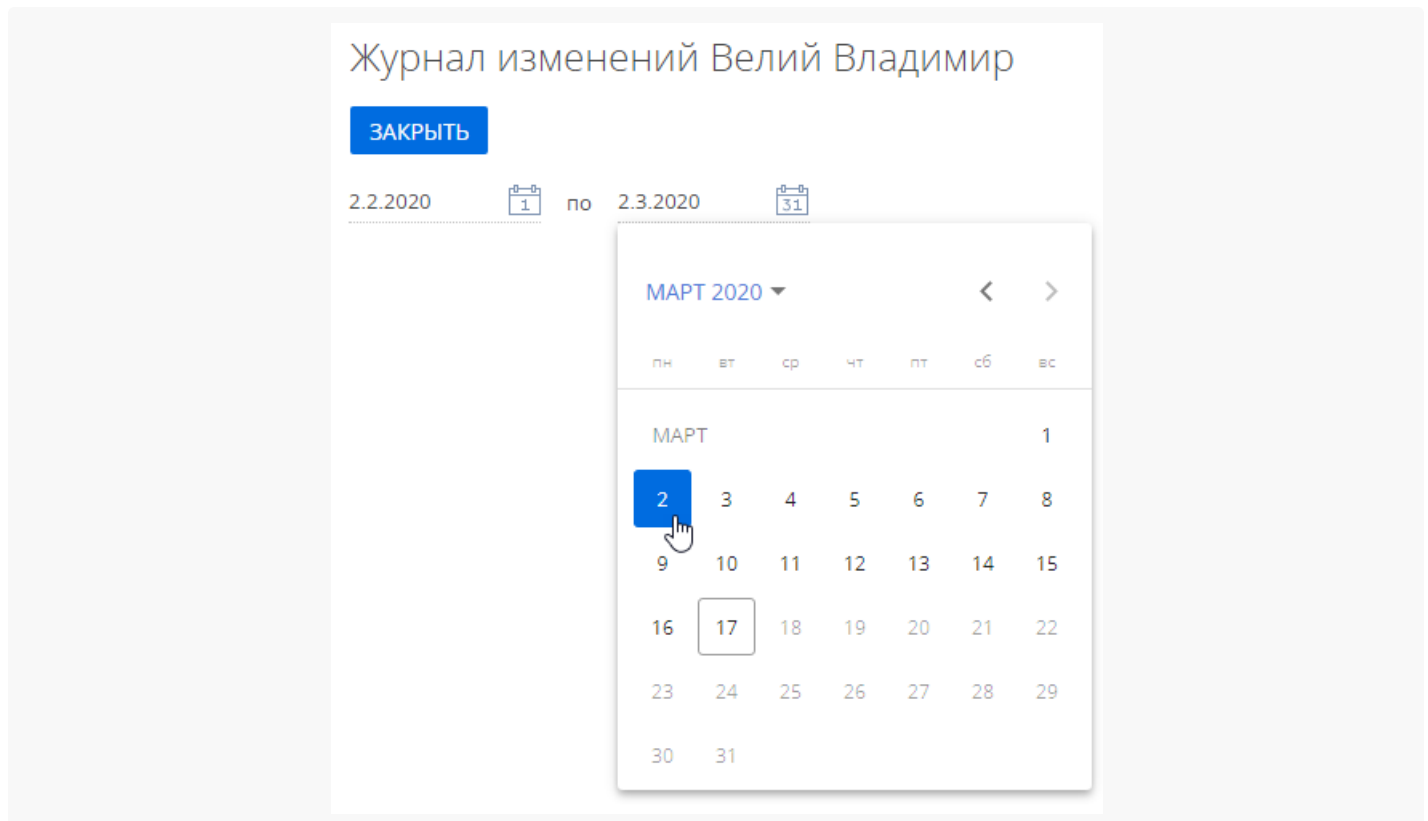 Журнал изменений Велий Владимир
ЗАКРЫТЬ
2.2.2020 1 по 2.3.2020 31
МАРТ 2020
пн вт ср чт пт сб вс
МАРТ 1
2 3 4 5 6 7 8
9 10 11 12 13 14 15
16 17 18 19 20 21 22
23 24 25 26 27 28 29
30 31